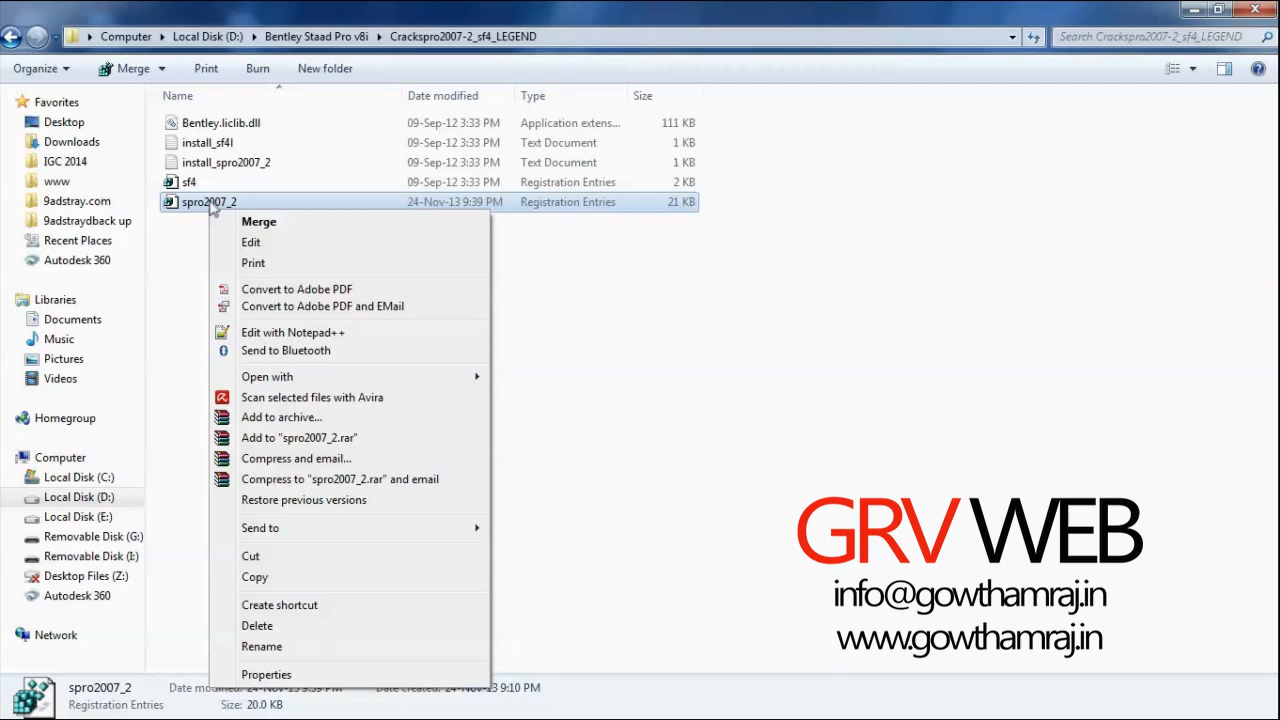 Computer Local Disk (D:) Bentley Staad Pro v8i Crackspro2007-2_sf4_LEGEND Search Crackspro2007-2_sf4_LEGEND
Organize Merge Print Burn New folder
Name Date modified Type Size
Favorites
Desktop
Downloads
IGC 2014
www
9adstray.com
9adstraydback up
Recent Places
Autodesk 360
Libraries
Documents
Music
Pictures
Videos
Homegroup
Computer
Local Disk (C:)
Local Disk (D:)
Local Disk (E:)
Removable Disk (G:)
Removable Disk (I:)
Desktop Files (Z:)
Autodesk 360
Network
Bentley.liclib.dll 09-Sep-12 3:33 PM Application extens... 111 KB
install_sf4l 09-Sep-12 3:33 PM Text Document 1 KB
install_spro2007_2 09-Sep-12 3:33 PM Text Document 1 KB
sf4 09-Sep-12 3:33 PM Registration Entries 2 KB
spro2007_2 24-Nov-13 9:39 PM Registration Entries 21 KB
Merge
Edit
Print
Convert to Adobe PDF
Convert to Adobe PDF and EMail
Edit with Notepad++
Send to Bluetooth
Open with
Scan selected files with Avira
Add to archive...
Add to "spro2007_2.rar"
Compress and email...
Compress to "spro2007_2.rar" and email
Restore previous versions
Send to
Cut
Copy
Create shortcut
Delete
Rename
Properties
GRV WEB
info@gowthamraj.in
www.gowthamraj.in
spro2007_2 Date modified: 24-Nov-13 9:39 PM Date created: 24-Nov-13 9:10 PM
Registration Entries Size: 20.0 KB